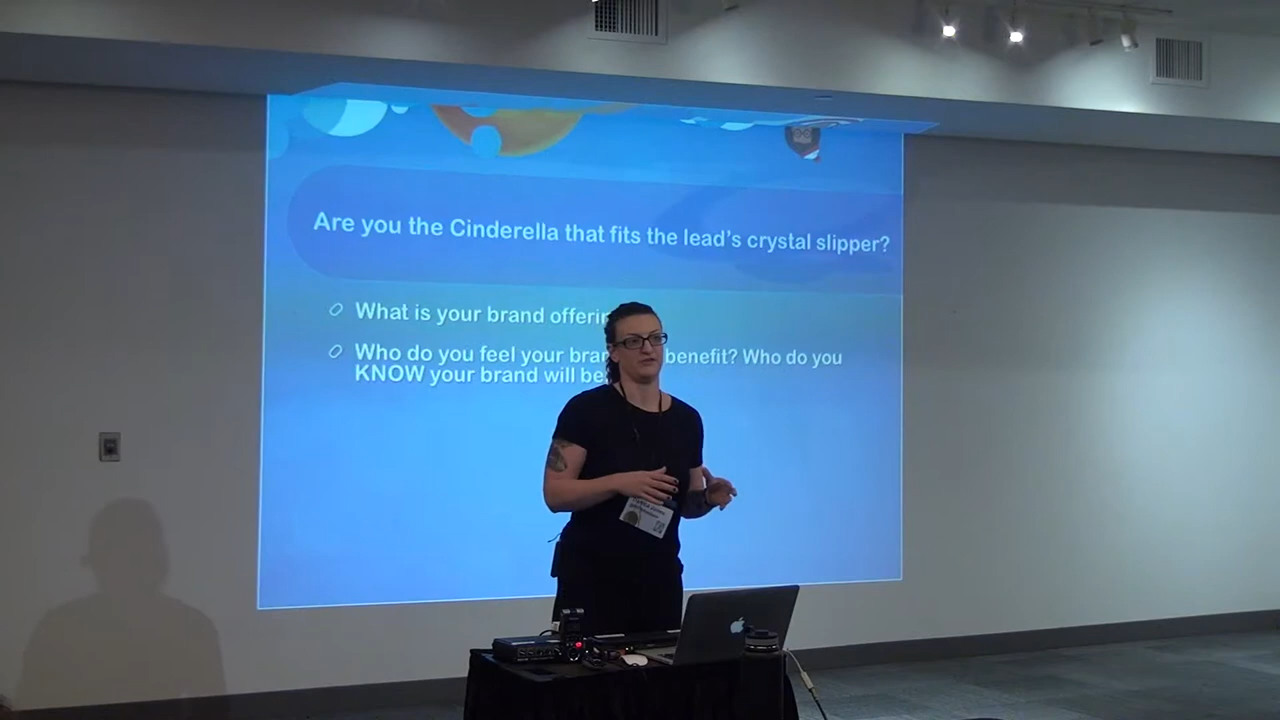 Are you the Cinderella that fits the lead's crystal slipper?
What is your brand offerin
Who do you feel your bran benefit? Who do you
KNOW your brand will be